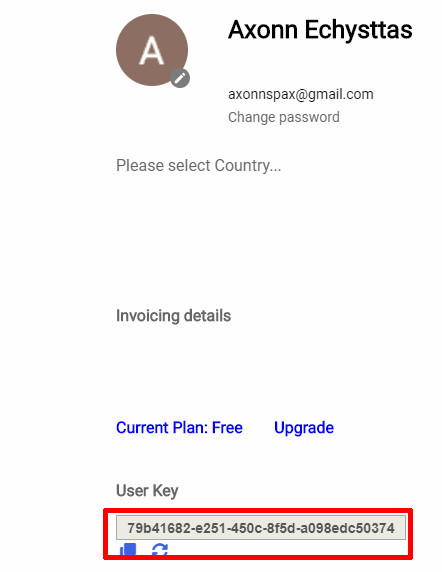 A
Axonn Echysttas
axonnspax@gmail.com
Change password
Please select Country...
Invoicing details
Current Plan: Free Upgrade
User Key
79b41682-e251-450c-8f5d-a098edc50374